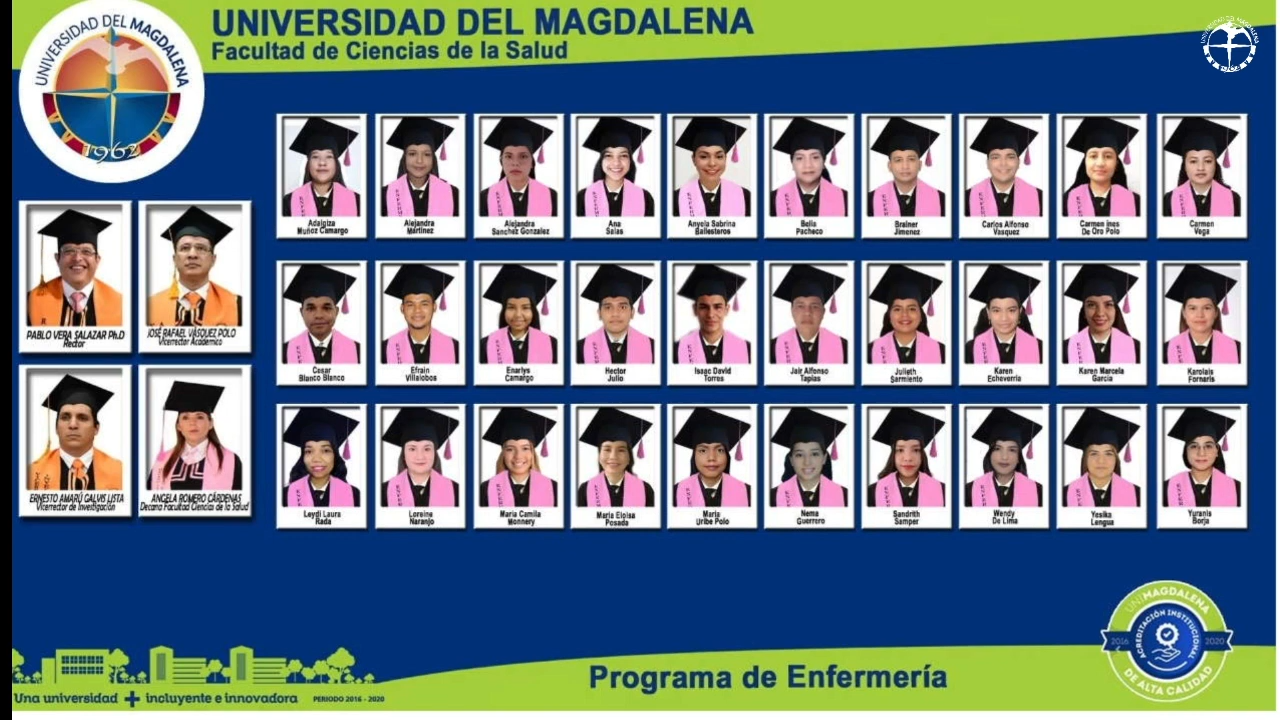 UNIVERSIDAD DEL MAGDALENA
Facultad de Ciencias de la Salud
UNIVERSIDAD DEL MAGDALENA
1962
PABLO VERA SALAZAR Ph.D
Rector
JOSÉ RAFAEL VÁSQUEZ POLO
Vicerrector Académico
ERNESTO AMARÚ GALVIS LISTA
Vicerrector de Investigación
ANGELA ROMERO CÁRDENAS
Decana Facultad Ciencias de la Salud
Adalgiza
Muñoz Camargo
Alejandra
Martinez
Alejandra
Sanchez Gonzalez
Ana
Salas
Anyela Sabrina
Ballesteros
Bella
Pacheco
Brainer
Jimenez
Carlos Alfonso
Vasquez
Carmen Ines
De Oro Polo
Carmen
Vega
Cesar
Blanco Blanco
Efrain
Villalobos
Enarlys
Camargo
Hector
Julio
Isaac David
Torres
Jair Alfonso
Tapias
Julieth
Sarmiento
Karen
Echeverria
Karen Marcela
Garcia
Karolais
Fornaris
Leydi Laura
Rada
Loreine
Naranjo
Maria Camila
Monnery
Maria Eloisa
Posada
Maria
Uribe Polo
Nema
Guerrero
Sandrith
Samper
Wendy
De Lima
Yesika
Lengua
Yuranis
Borja
UNIMAGDALENA
ACREDITACIÓN INSTITUCIONAL
2016
2020
DE ALTA CALIDAD
Programa de Enfermería
Una universidad + incluyente e innovadora
PERIODO 2016 - 2020